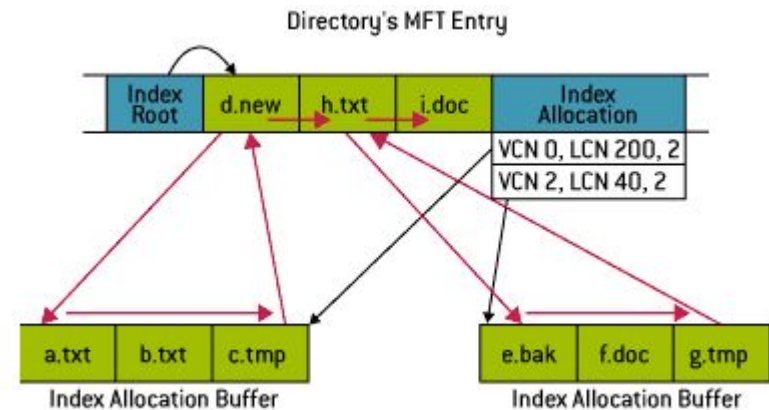 Directory's MFT Entry
Index Root
d.new
h.txt
i.doc
Index Allocation
VCN 0, LCN 200, 2
VCN 2, LCN 40, 2
a.txt
b.txt
c.tmp
Index Allocation Buffer
e.bak
f.doc
g.tmp
Index Allocation Buffer